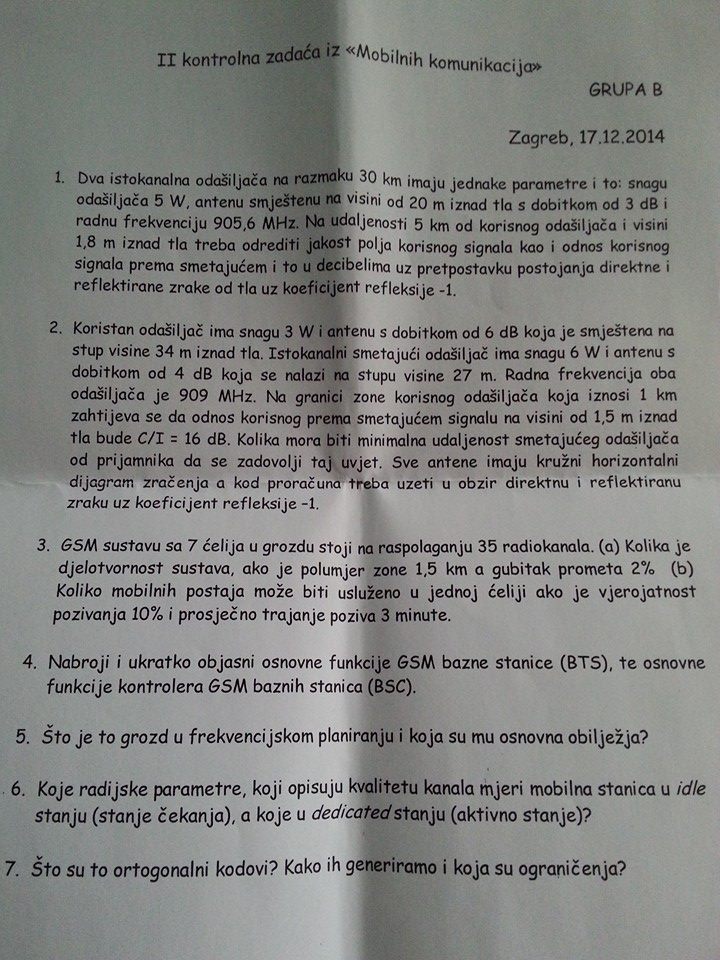 II kontrolna zadaća iz «Mobilnih komunikacija»
GRUPA B
Zagreb, 17.12.2014
1. Dva istokanalna odašiljača na razmaku 30 km imaju jednake parametre i to: snagu
odašiljača 5 W, antenu smještenu na visini od 20 m iznad tla s dobitkom od 3 dB i
radnu frekvenciju 905,6 MHz. Na udaljenosti 5 km od korisnog odašiljača i visini
1,8 m iznad tla treba odrediti jakost polja korisnog signala kao i odnos korisnog
signala prema smetajućem i to u decibelima uz pretpostavku postojanja direktne i
reflektirane zrake od tla uz koeficijent refleksije -1.
2. Koristan odašiljač ima snagu 3 W i antenu s dobitkom od 6 dB koja je smještena na
stup visine 34 m iznad tla. Istokanalni smetajući odašiljač ima snagu 6 W i antenu s
dobitkom od 4 dB koja se nalazi na stupu visine 27 m. Radna frekvencija oba
odašiljača je 909 MHz. Na granici zone korisnog odašiljača koja iznosi 1 km
zahtijeva se da odnos korisnog prema smetajućem signalu na visini od 1,5 m iznad
tla bude C/I = 16 dB. Kolika mora biti minimalna udaljenost smetajućeg odašiljača
od prijamnika da se zadovolji taj uvjet. Sve antene imaju kružni horizontalni
dijagram zračenja a kod proračuna treba uzeti u obzir direktnu i reflektiranu
zraku uz koeficijent refleksije –1.
3. GSM sustavu sa 7 ćelija u grozdu stoji na raspolaganju 35 radiokanala. (a) Kolika je
djelotvornost sustava, ako je polumjer zone 1,5 km a gubitak prometa 2% (b)
Koliko mobilnih postaja može biti usluženo u jednoj ćeliji ako je vjerojatnost
pozivanja 10% i prosječno trajanje poziva 3 minute.
4. Nabroji i ukratko objasni osnovne funkcije GSM bazne stanice (BTS), te osnovne
funkcije kontrolera GSM baznih stanica (BSC).
5. Što je to grozd u frekvencijskom planiranju i koja su mu osnovna obilježja?
6. Koje radijske parametre, koji opisuju kvalitetu kanala mjeri mobilna stanica u idle
stanju (stanje čekanja), a koje u dedicated stanju (aktivno stanje)?
7. Što su to ortogonalni kodovi? Kako ih generiramo i koja su ograničenja?